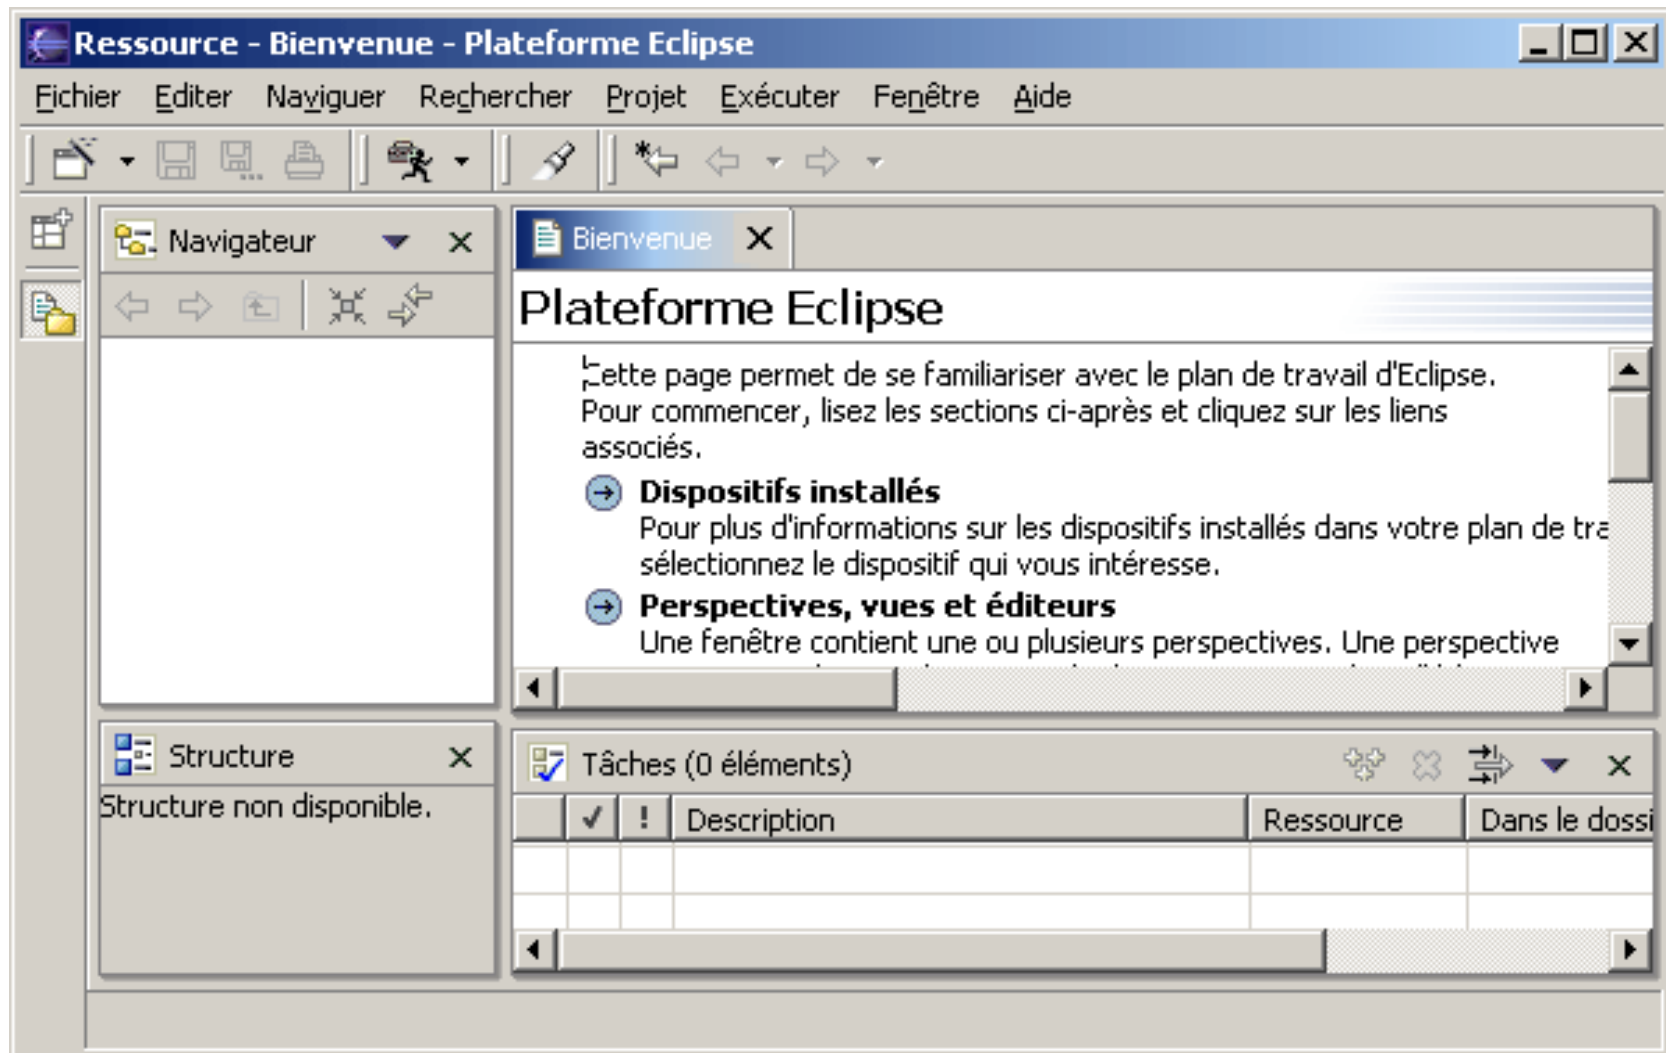 Ressource - Bienvenue - Plateforme Eclipse
Fichier Editer Naviguer Rechercher Projet Exécuter Fenêtre Aide
Navigateur
Bienvenue
Plateforme Eclipse
Cette page permet de se familiariser avec le plan de travail d'Eclipse.
Pour commencer, lisez les sections ci-après et cliquez sur les liens
associés.
Dispositifs installés
Pour plus d'informations sur les dispositifs installés dans votre plan de tra
sélectionnez le dispositif qui vous intéresse.
Perspectives, vues et éditeurs
Une fenêtre contient une ou plusieurs perspectives. Une perspective
Structure
Structure non disponible.
Tâches (0 éléments)
! Description Ressource Dans le dossi